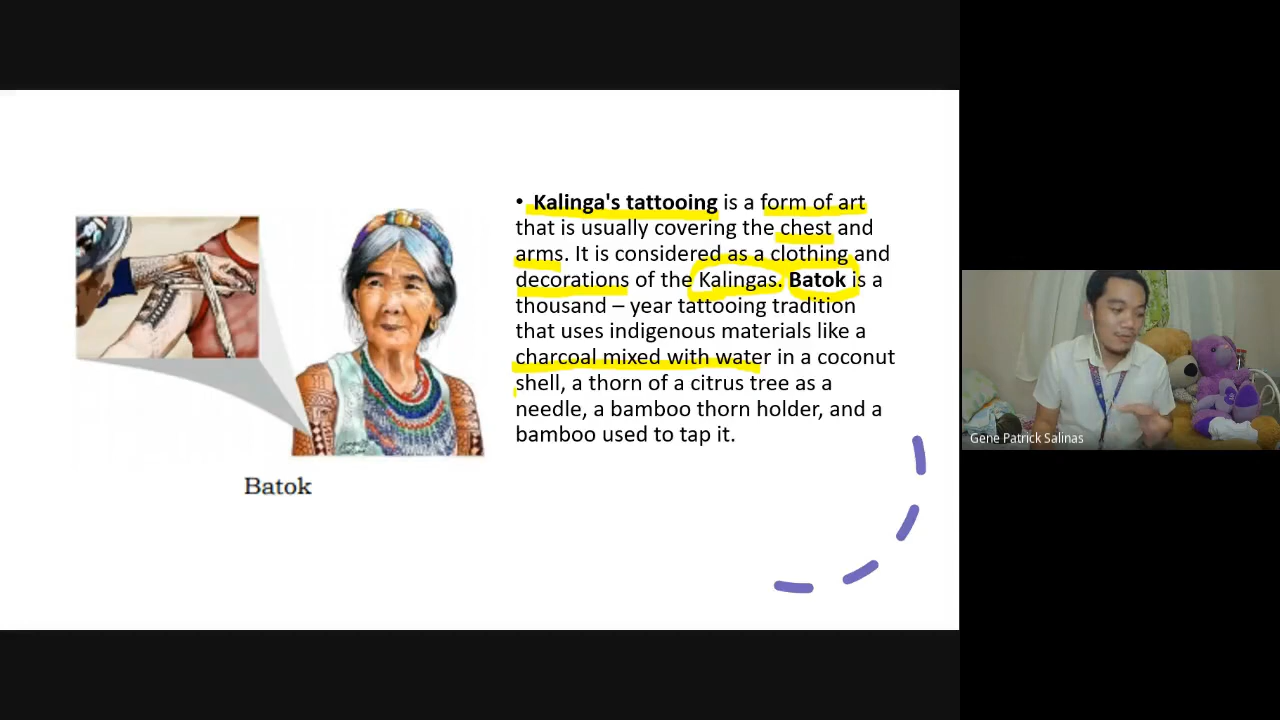 • Kalinga's tattooing is a form of art
that is usually covering the chest and
arms. It is considered as a clothing and
decorations of the Kalingas. Batok is a
thousand – year tattooing tradition
that uses indigenous materials like a
charcoal mixed with water in a coconut
shell, a thorn of a citrus tree as a
needle, a bamboo thorn holder, and a
bamboo used to tap it.
Batok
Gene Patrick Salinas